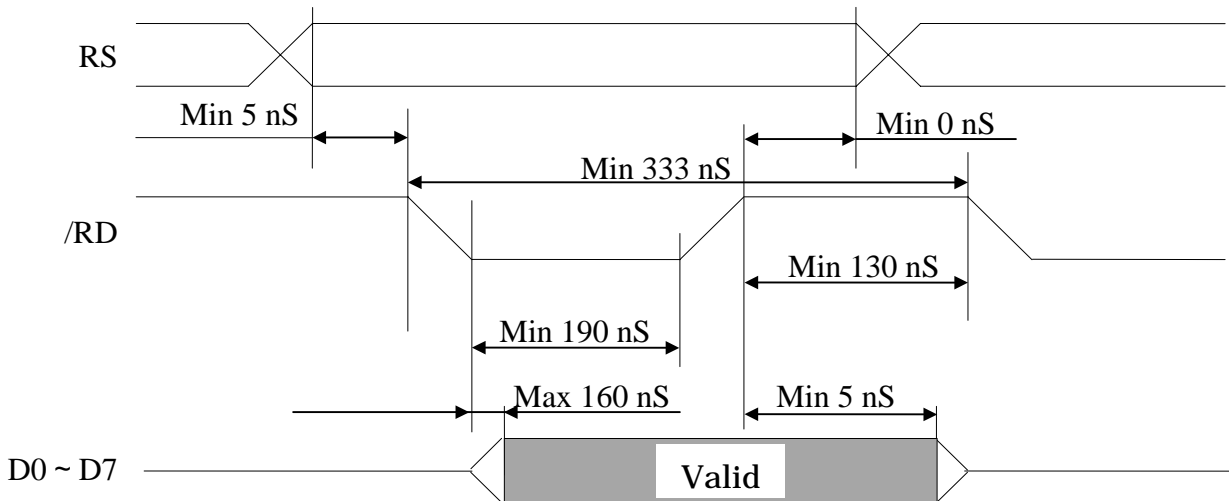 RS
Min 5 nS
Min 0 nS
Min 333 nS
/RD
Min 130 nS
Min 190 nS
Max 160 nS
Min 5 nS
D0 ~ D7
Valid